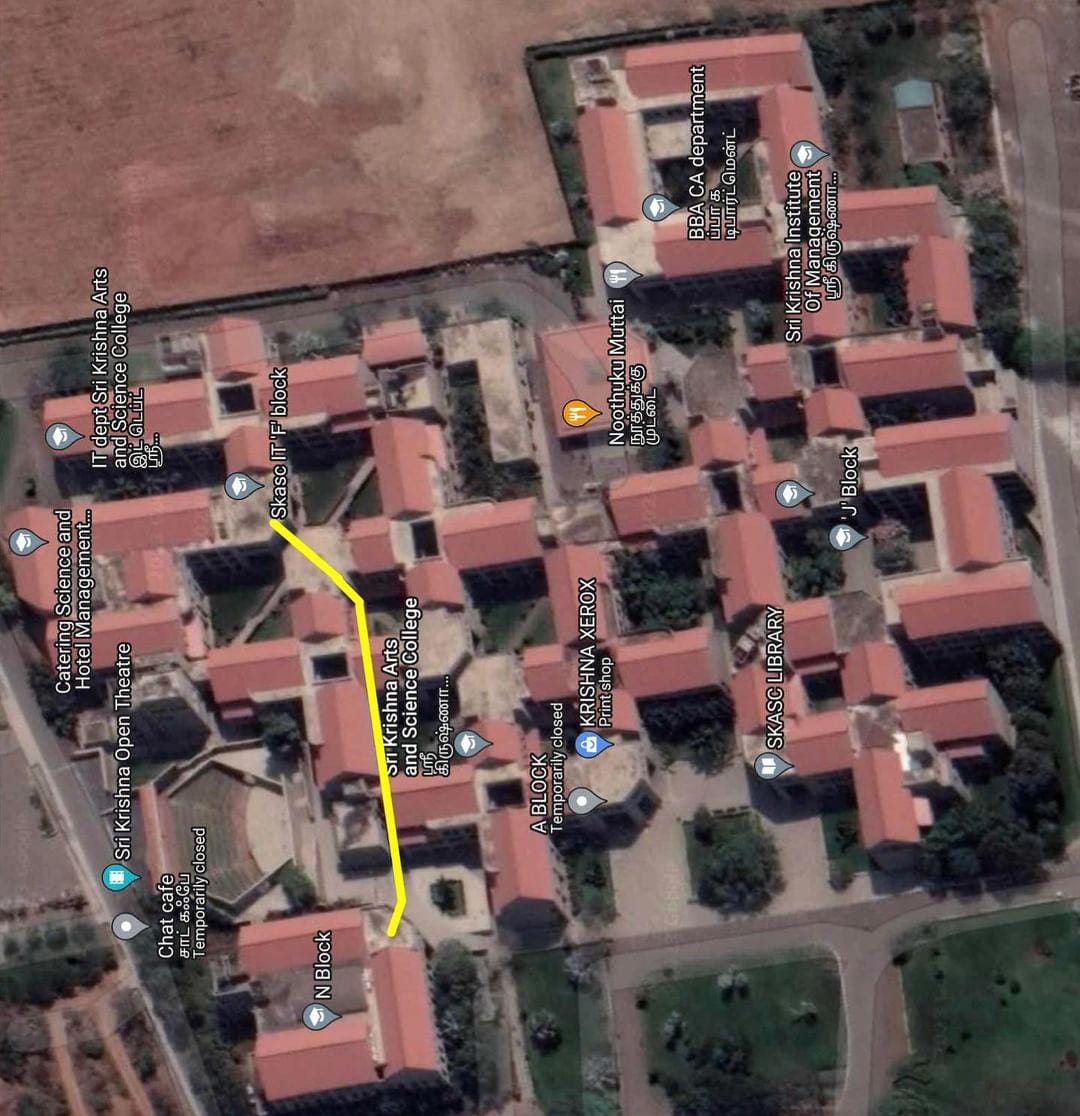 IT dept Sri Krishna Arts
and Science College
ஐட் டெப்ட்
ஸ்ரீ...
Skasc IT 'F' block
Catering Science and
Hotel Management...
Sri Krishna Open Theatre
Chat cafe
சாட் கஃபே
Temporarily closed
N Block
Sri Krishna Arts
and Science College
ஸ்ரீ
கிருஷ்ணா...
A BLOCK
Temporarily closed
KRISHNA XEROX
Print shop
Noothuku Muttai
நூத்துக்கு
முட்டை
BBA CA department
டிபார்ட்மென்ட்
Sri Krishna Institute
Of Management
ஸ்ரீ கிருஷ்ணா...
'J' Block
SKASC LIBRARY